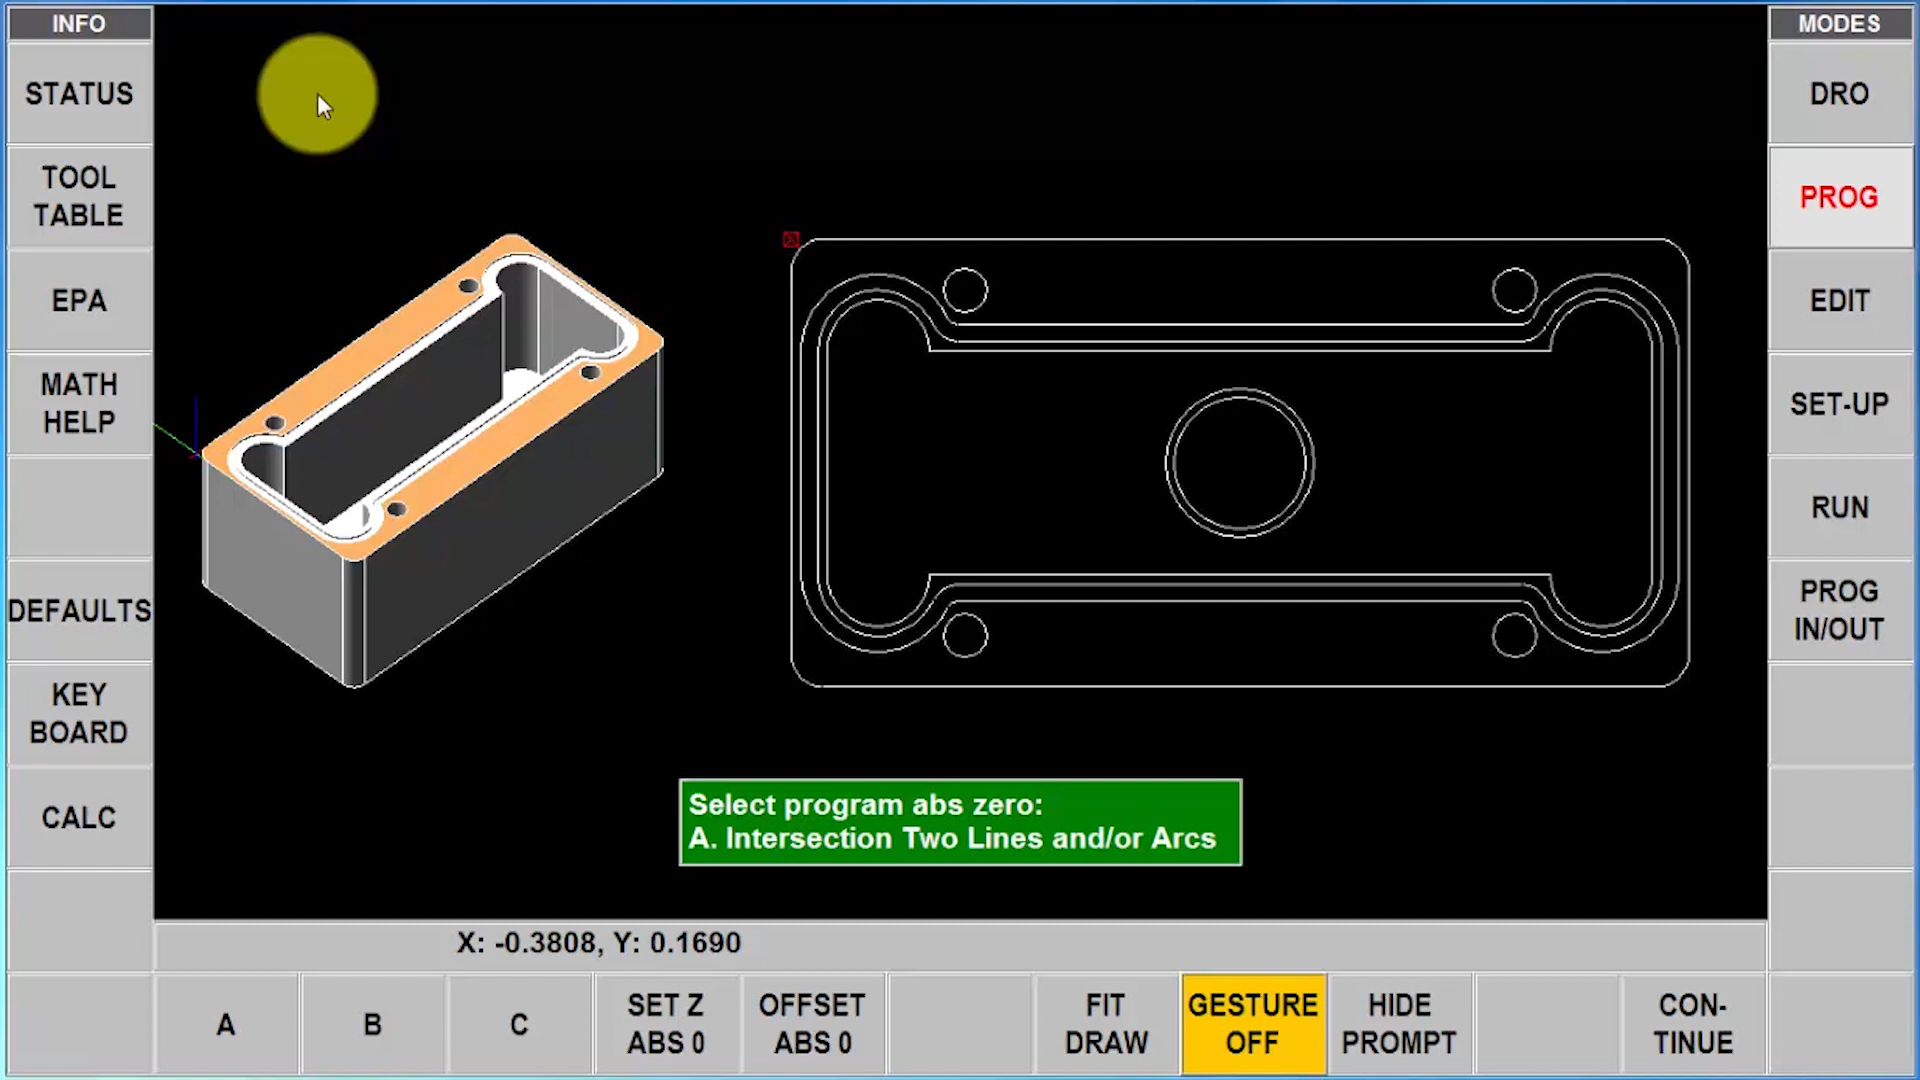 INFO
STATUS
TOOL
TABLE
EPA
MATH
HELP
DEFAULTS
KEY
BOARD
CALC
MODES
DRO
PROG
EDIT
SET-UP
RUN
PROG
IN/OUT
Select program abs zero:
A. Intersection Two Lines and/or Arcs
X: -0.3808, Y: 0.1690
A
B
C
SET Z
ABS 0
OFFSET
ABS 0
FIT
DRAW
GESTURE
OFF
HIDE
PROMPT
CON-
TINUE